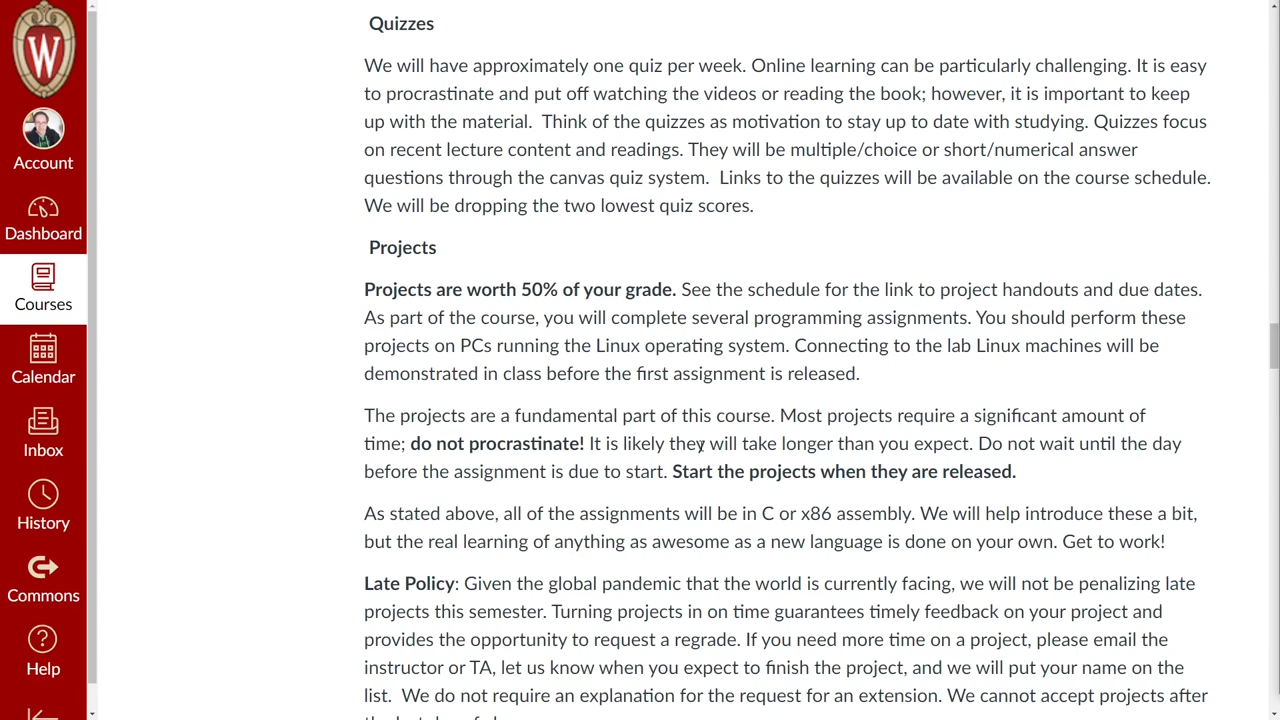 W
Account
Dashboard
Courses
Calendar
Inbox
History
Commons
Help
Quizzes
We will have approximately one quiz per week. Online learning can be particularly challenging. It is easy
to procrastinate and put off watching the videos or reading the book; however, it is important to keep
up with the material.  Think of the quizzes as motivation to stay up to date with studying. Quizzes focus
on recent lecture content and readings. They will be multiple/choice or short/numerical answer
questions through the canvas quiz system.  Links to the quizzes will be available on the course schedule.
We will be dropping the two lowest quiz scores.
Projects
Projects are worth 50% of your grade. See the schedule for the link to project handouts and due dates.
As part of the course, you will complete several programming assignments. You should perform these
projects on PCs running the Linux operating system. Connecting to the lab Linux machines will be
demonstrated in class before the first assignment is released.
The projects are a fundamental part of this course. Most projects require a significant amount of
time; do not procrastinate! It is likely they will take longer than you expect. Do not wait until the day
before the assignment is due to start. Start the projects when they are released.
As stated above, all of the assignments will be in C or x86 assembly. We will help introduce these a bit,
but the real learning of anything as awesome as a new language is done on your own. Get to work!
Late Policy: Given the global pandemic that the world is currently facing, we will not be penalizing late
projects this semester. Turning projects in on time guarantees timely feedback on your project and
provides the opportunity to request a regrade. If you need more time on a project, please email the
instructor or TA, let us know when you expect to finish the project, and we will put your name on the
list.  We do not require an explanation for the request for an extension. We cannot accept projects after